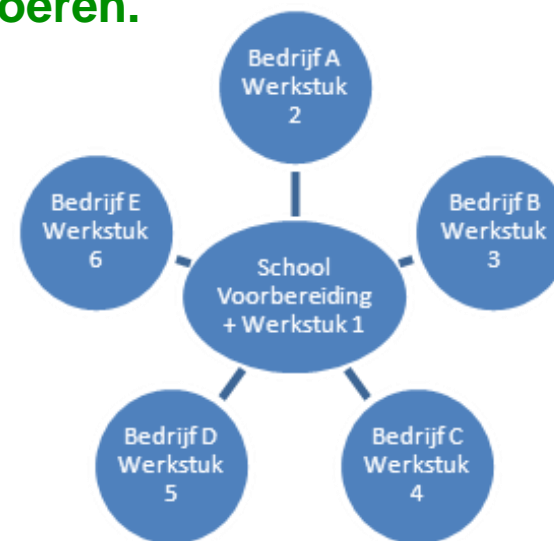 oeren.
Bedrijf A
Werkstuk
2
Bedrijf E
Werkstuk
6
Bedrijf B
Werkstuk
3
School
Voorbereiding
+ Werkstuk 1
Bedrijf D
Werkstuk
5
Bedrijf C
Werkstuk
4